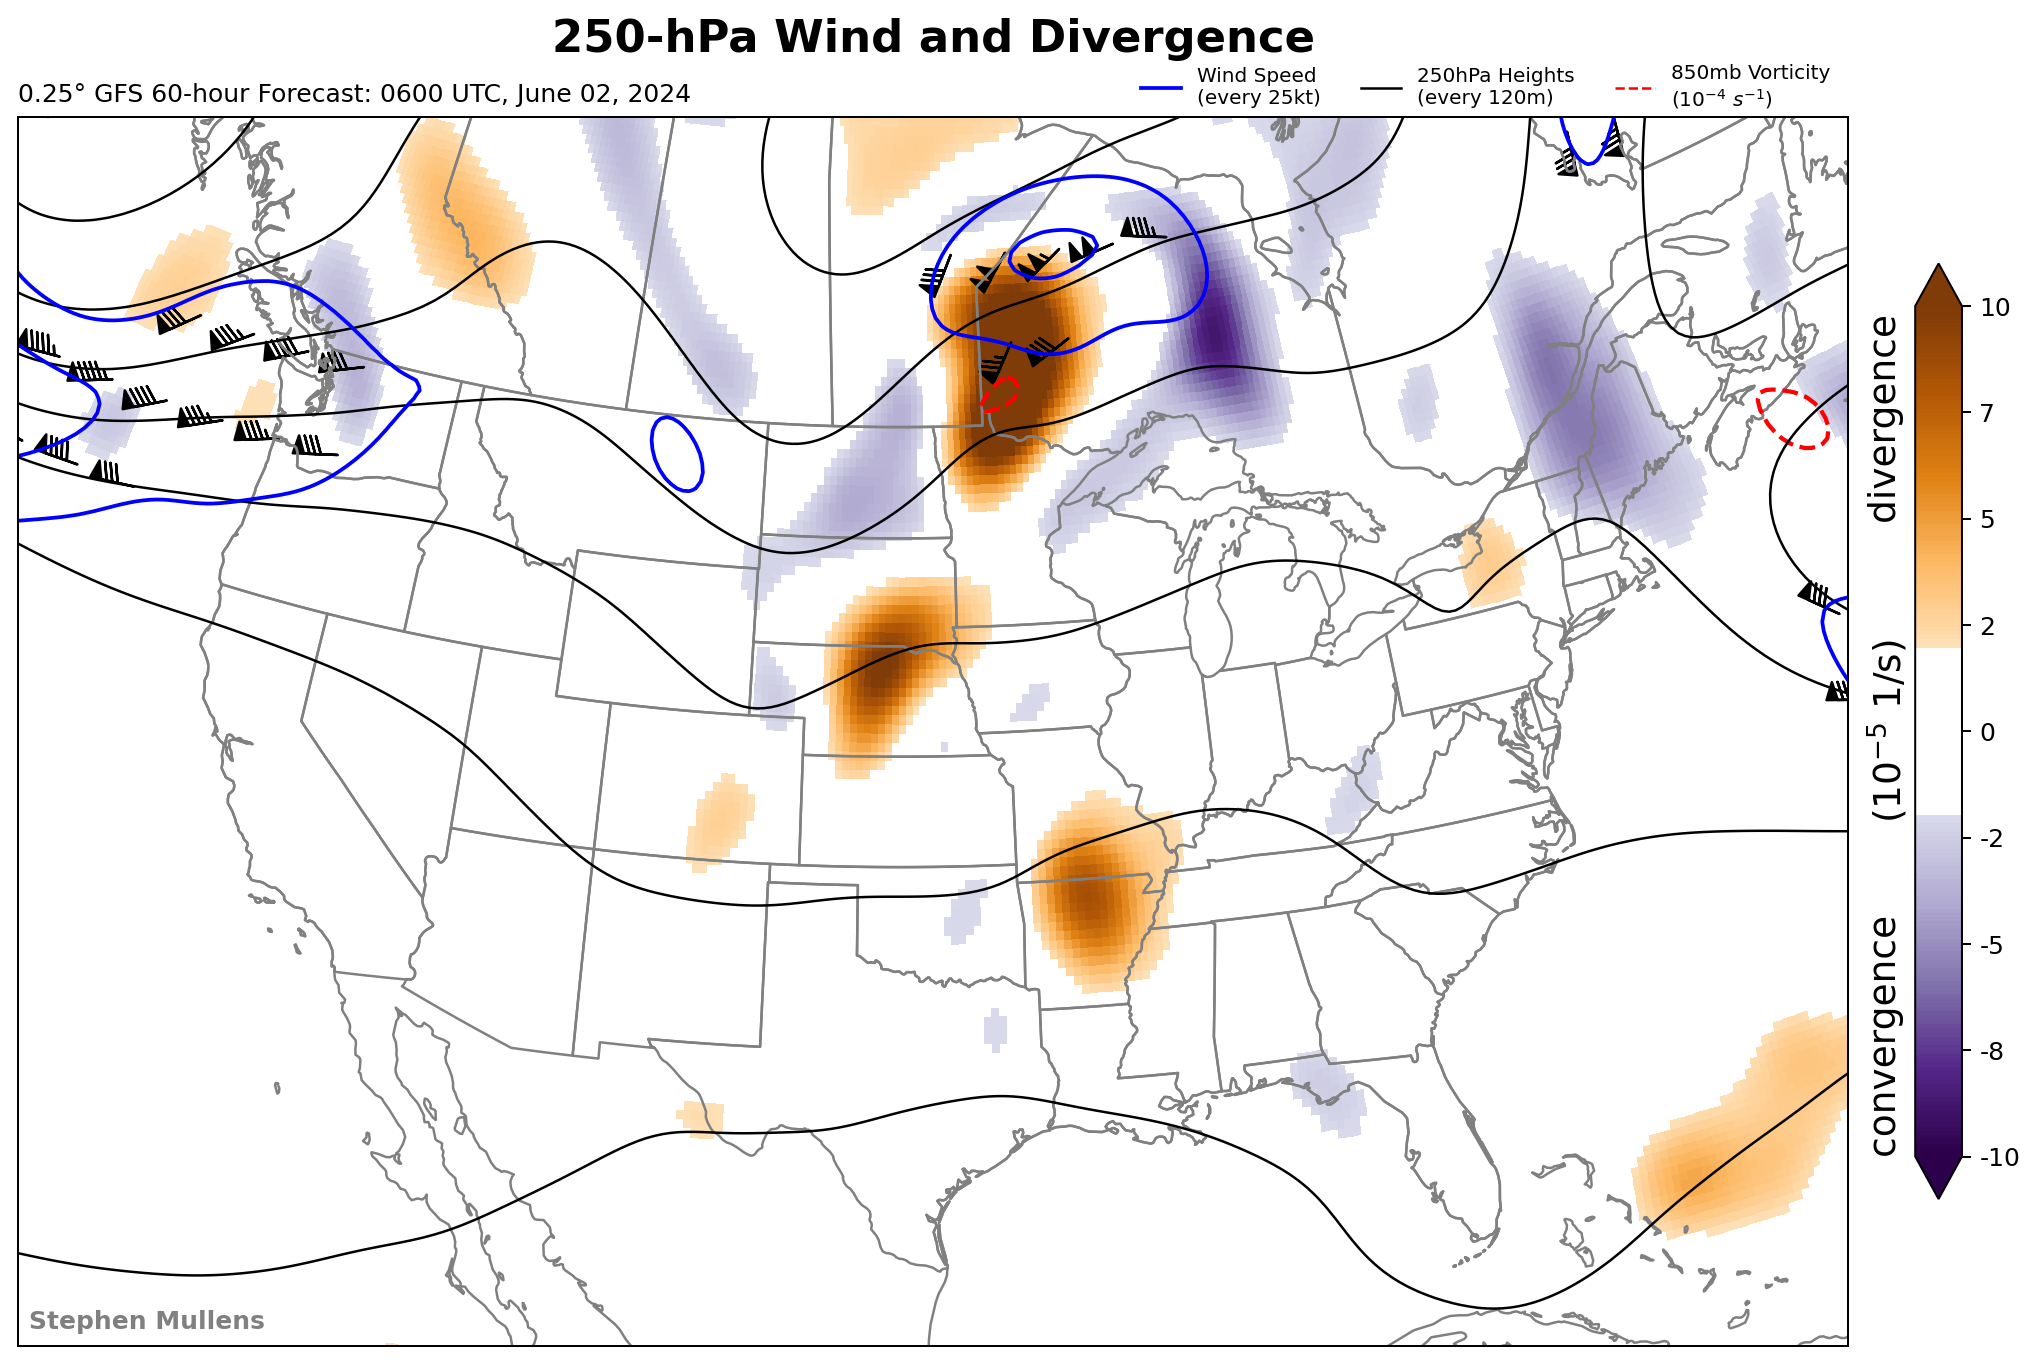 250-hPa Wind and Divergence
0.25° GFS 60-hour Forecast: 0600 UTC, June 02, 2024
Wind Speed
(every 25kt)
250hPa Heights
(every 120m)
850mb Vorticity
(10⁻⁴ s⁻¹)
10
7
5
2
0
-2
-5
-8
-10
convergence (10⁻⁵ 1/s) divergence
Stephen Mullens